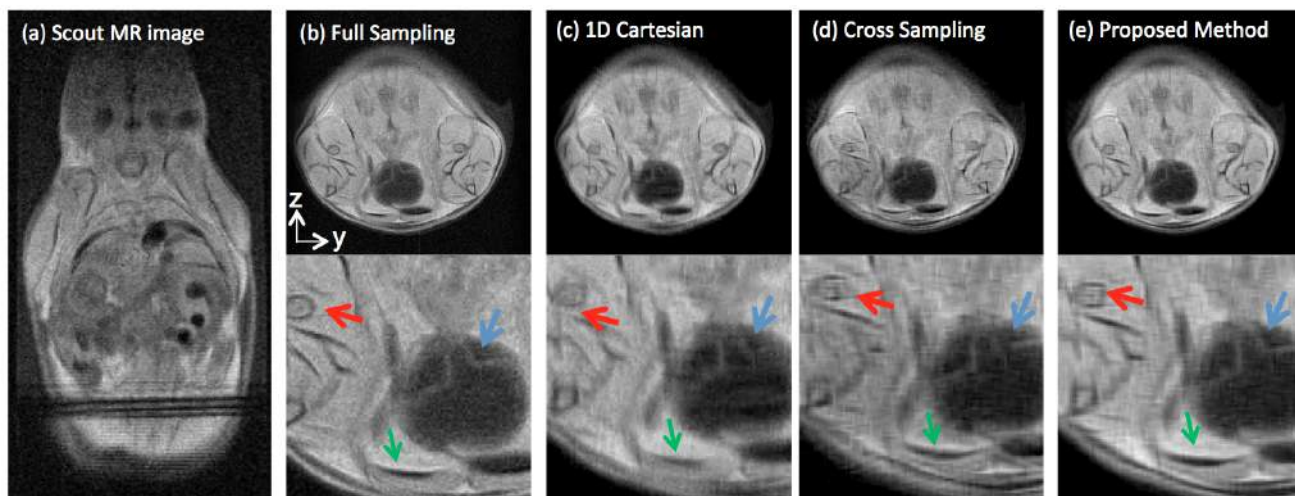 (a) Scout MR image
(b) Full Sampling
(c) 1D Cartesian
(d) Cross Sampling
(e) Proposed Method
z
y